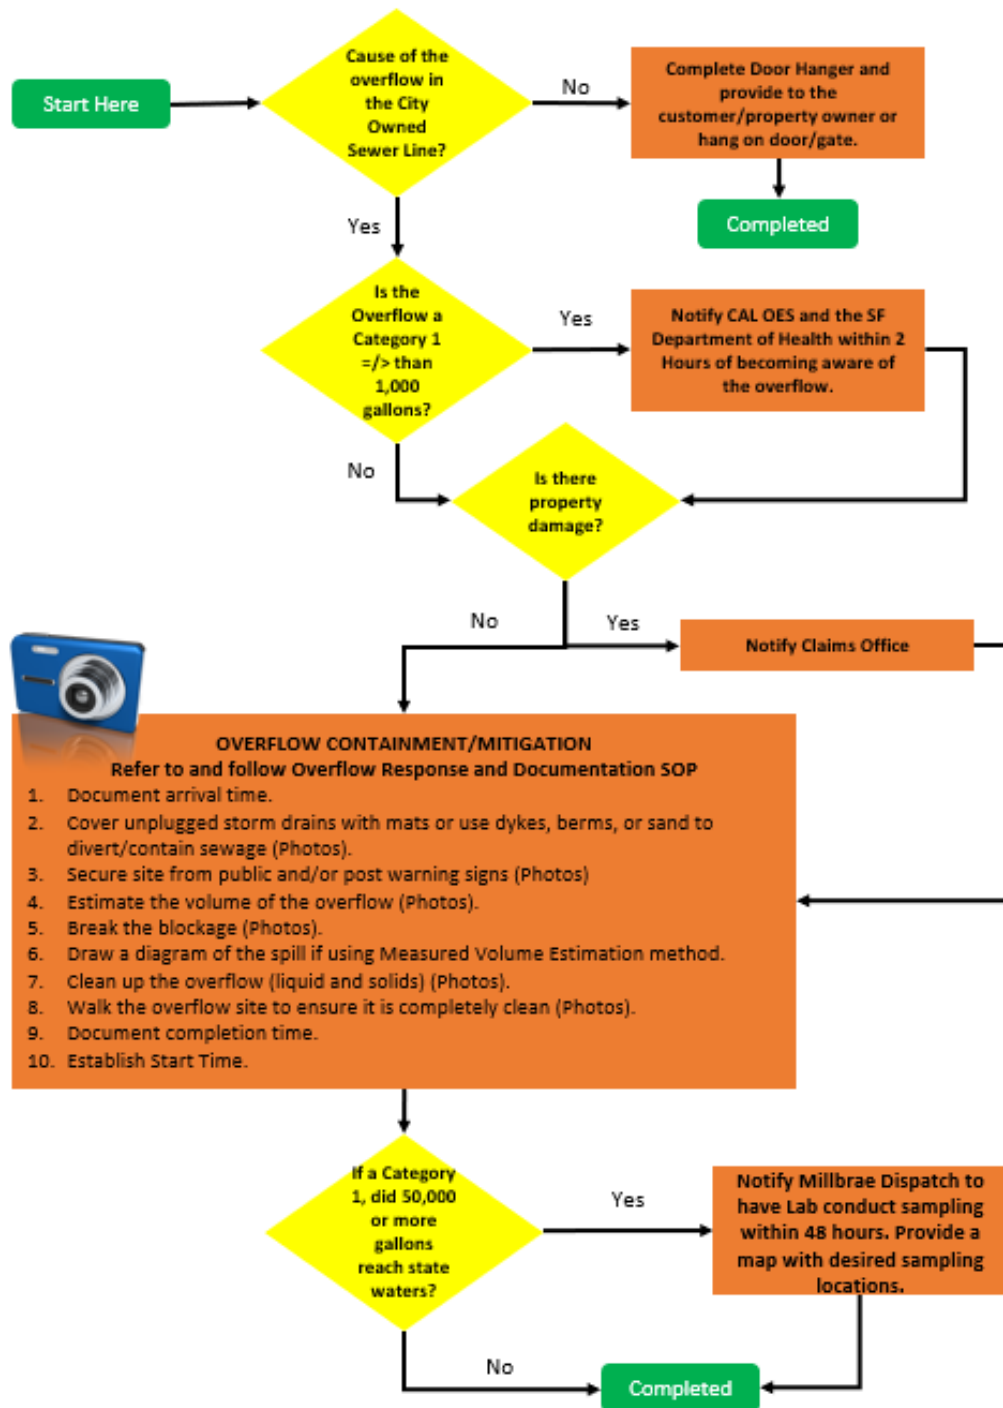 Start Here
Cause of the
overflow in
the City
Owned
Sewer Line?
No
Complete Door Hanger and
provide to the
customer/property owner or
hang on door/gate.
Completed
Yes
Is the
Overflow a
Category 1
=/> than
1,000
gallons?
Yes
Notify CAL OES and the SF
Department of Health within 2
Hours of becoming aware of
the overflow.
No
Is there
property
damage?
No
Yes
Notify Claims Office
OVERFLOW CONTAINMENT/MITIGATION
Refer to and follow Overflow Response and Documentation SOP
1. Document arrival time.
2. Cover unplugged storm drains with mats or use dykes, berms, or sand to
divert/contain sewage (Photos).
3. Secure site from public and/or post warning signs (Photos)
4. Estimate the volume of the overflow (Photos).
5. Break the blockage (Photos).
6. Draw a diagram of the spill if using Measured Volume Estimation method.
7. Clean up the overflow (liquid and solids) (Photos).
8. Walk the overflow site to ensure it is completely clean (Photos).
9. Document completion time.
10. Establish Start Time.
If a Category
1, did 50,000
or more
gallons
reach state
waters?
Yes
Notify Millbrae Dispatch to
have Lab conduct sampling
within 48 hours. Provide a
map with desired sampling
locations.
No
Completed